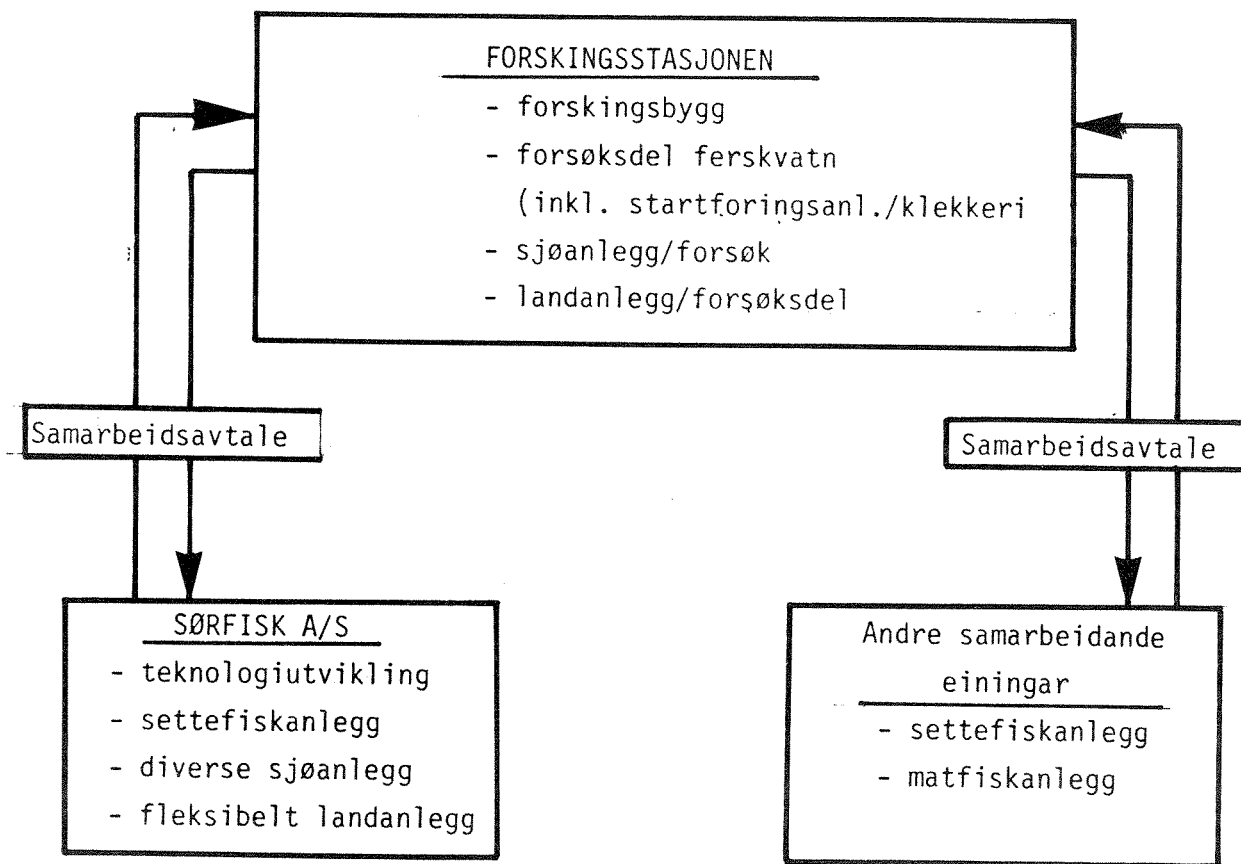 FORSKINGSSTASJONEN
- forskingsbygg
- forsøksdel ferskvatn
(inkl. startforingsanl./klekkeri
- sjøanlegg/forsøk
- landanlegg/forsøksdel
Samarbeidsavtale
Samarbeidsavtale
SØRFISK A/S
- teknologiutvikling
- settefiskanlegg
- diverse sjøanlegg
- fleksibelt landanlegg
Andre samarbeidande
einingar
- settefiskanlegg
- matfiskanlegg